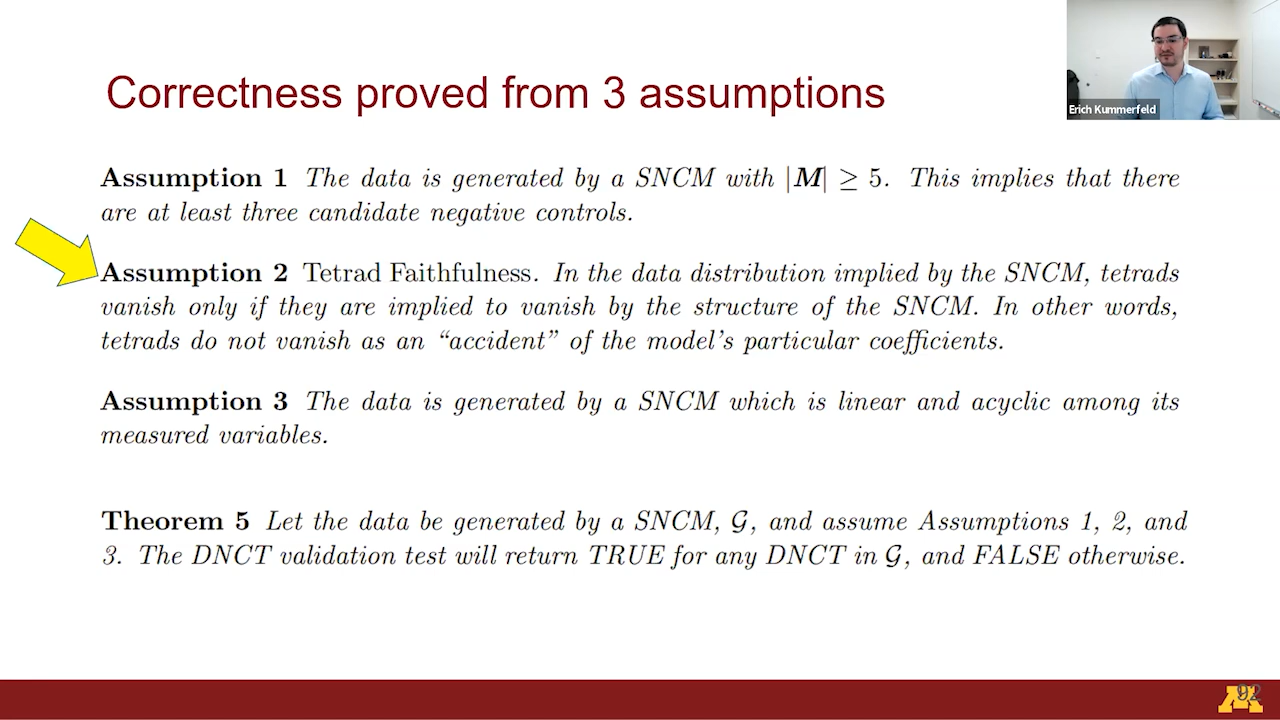 Correctness proved from 3 assumptions
Erich Kummerfeld
Assumption 1 The data is generated by a SNCM with |M| ≥ 5. This implies that there
are at least three candidate negative controls.
Assumption 2 Tetrad Faithfulness. In the data distribution implied by the SNCM, tetrads
vanish only if they are implied to vanish by the structure of the SNCM. In other words,
tetrads do not vanish as an “accident” of the model’s particular coefficients.
Assumption 3 The data is generated by a SNCM which is linear and acyclic among its
measured variables.
Theorem 5 Let the data be generated by a SNCM, 𝒢, and assume Assumptions 1, 2, and
3. The DNCT validation test will return TRUE for any DNCT in 𝒢, and FALSE otherwise.
92